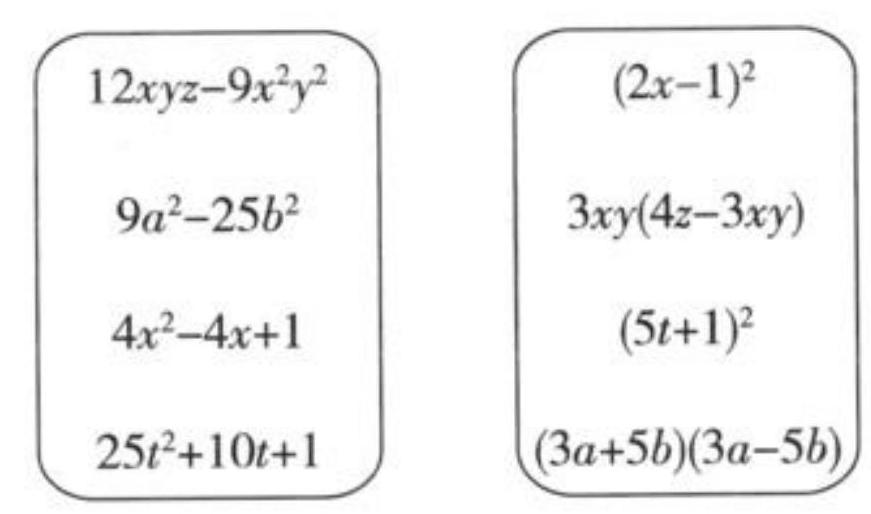 12xyz–9x²y²
9a²–25b²
4x²–4x+1
25t²+10t+1
(2x–1)²
3xy(4z–3xy)
(5t+1)²
(3a+5b)(3a–5b)